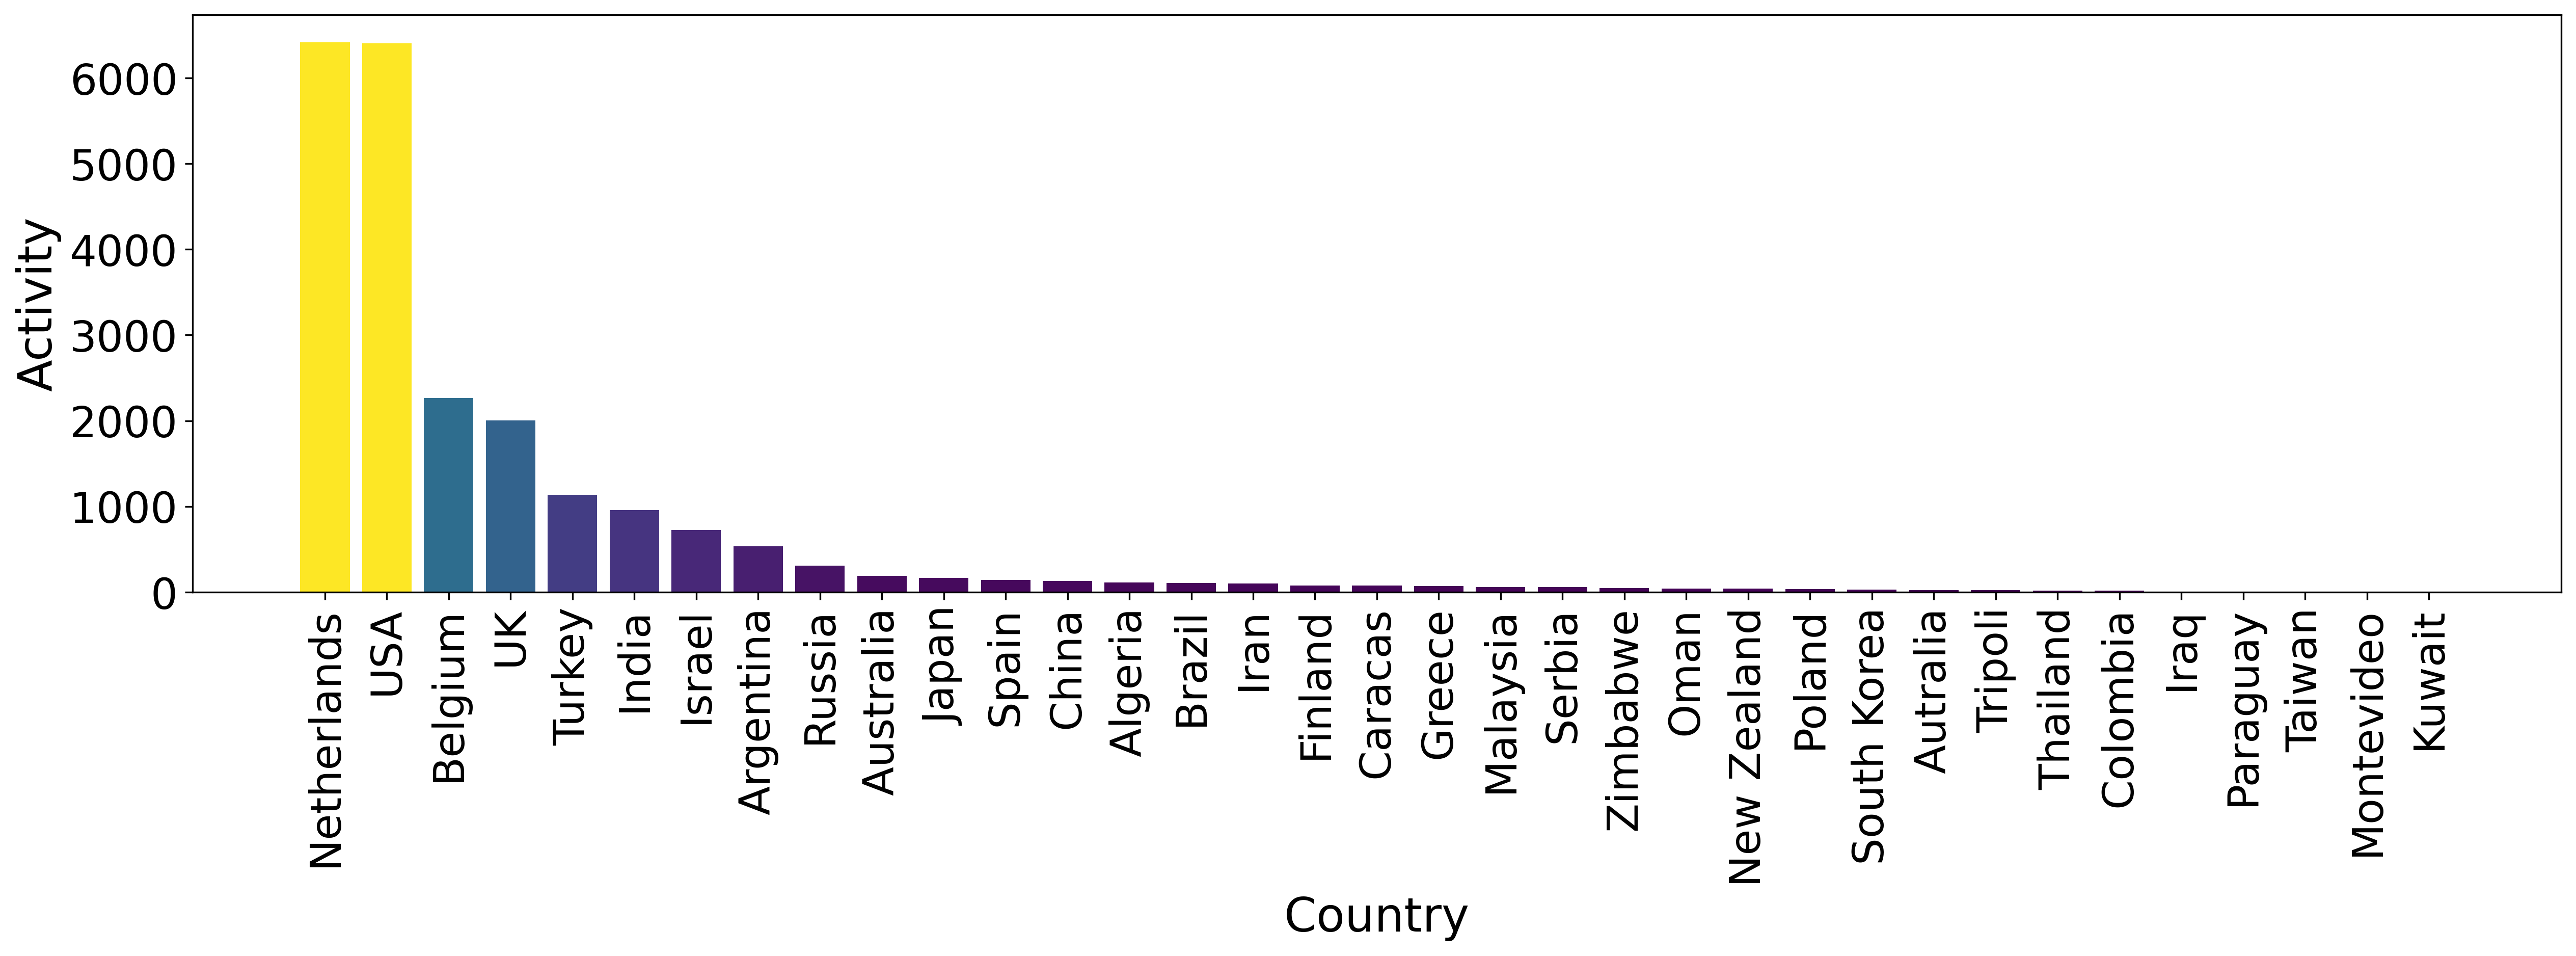 Activity
6000
5000
4000
3000
2000
1000
0
Netherlands
USA
Belgium
UK
Turkey
India
Israel
Argentina
Russia
Australia
Japan
Spain
China
Algeria
Brazil
Iran
Finland
Caracas
Greece
Malaysia
Serbia
Zimbabwe
Oman
New Zealand
Poland
South Korea
Autralia
Tripoli
Thailand
Colombia
Iraq
Paraguay
Taiwan
Montevideo
Kuwait
Country